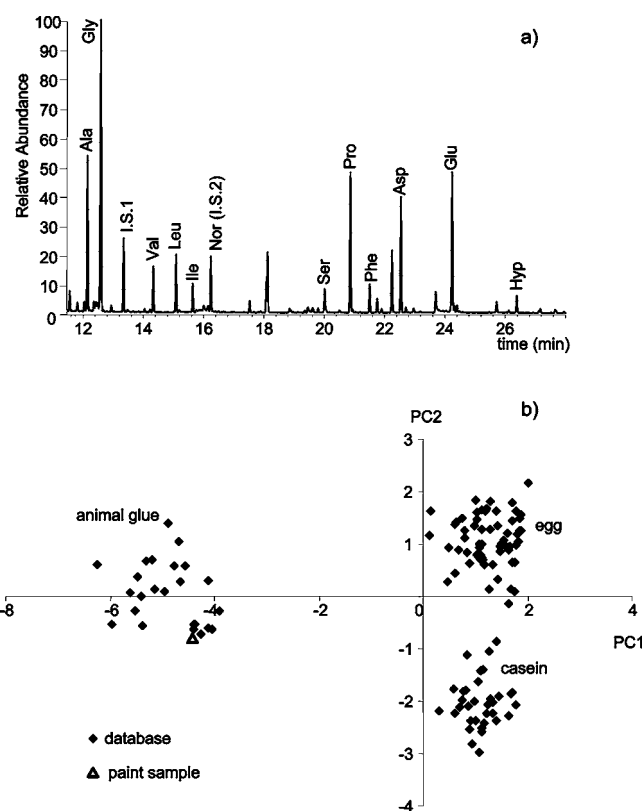 a)
100
90
80
70
60
50
40
30
20
10
0
Relative Abundance
Ala
Gly
I.S.1
Val
Leu
Ile
Nor (I.S.2)
Ser
Pro
Phe
Asp
Glu
Hyp
12 14 16 18 20 22 24 26
time (min)
b)
PC2
3
2
1
0
-1
-2
-3
-4
-8 -6 -4 -2 0 2 4
PC1
animal glue
egg
casein
database
paint sample